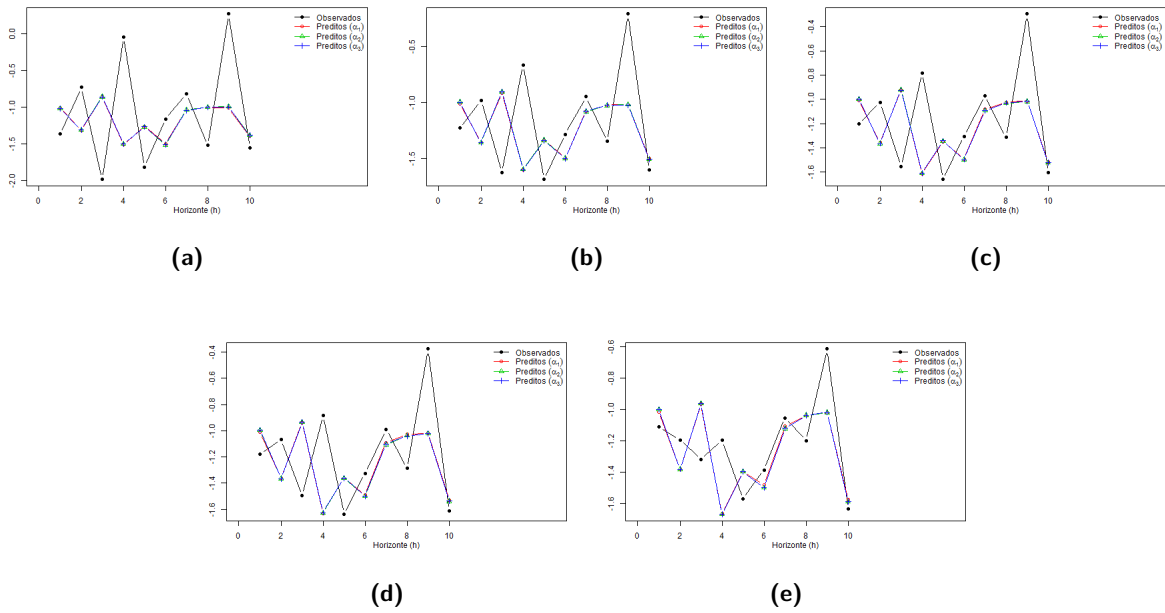 Observados
Preditos (α₁)
Preditos (α₂)
Preditos (α₃)
0.0
-0.5
-1.0
-1.5
-2.0
0 2 4 6 8 10
Horizonte (h)
(a)
Observados
Preditos (α₁)
Preditos (α₂)
Preditos (α₃)
-0.5
-1.0
-1.5
0 2 4 6 8 10
Horizonte (h)
(b)
Observados
Preditos (α₁)
Preditos (α₂)
Preditos (α₃)
-0.4
-0.6
-0.8
-1.0
-1.2
-1.4
-1.6
0 2 4 6 8 10
Horizonte (h)
(c)
Observados
Preditos (α₁)
Preditos (α₂)
Preditos (α₃)
-0.4
-0.6
-0.8
-1.0
-1.2
-1.4
-1.6
0 2 4 6 8 10
Horizonte (h)
(d)
Observados
Preditos (α₁)
Preditos (α₂)
Preditos (α₃)
-0.6
-0.8
-1.0
-1.2
-1.4
-1.6
0 2 4 6 8 10
Horizonte (h)
(e)